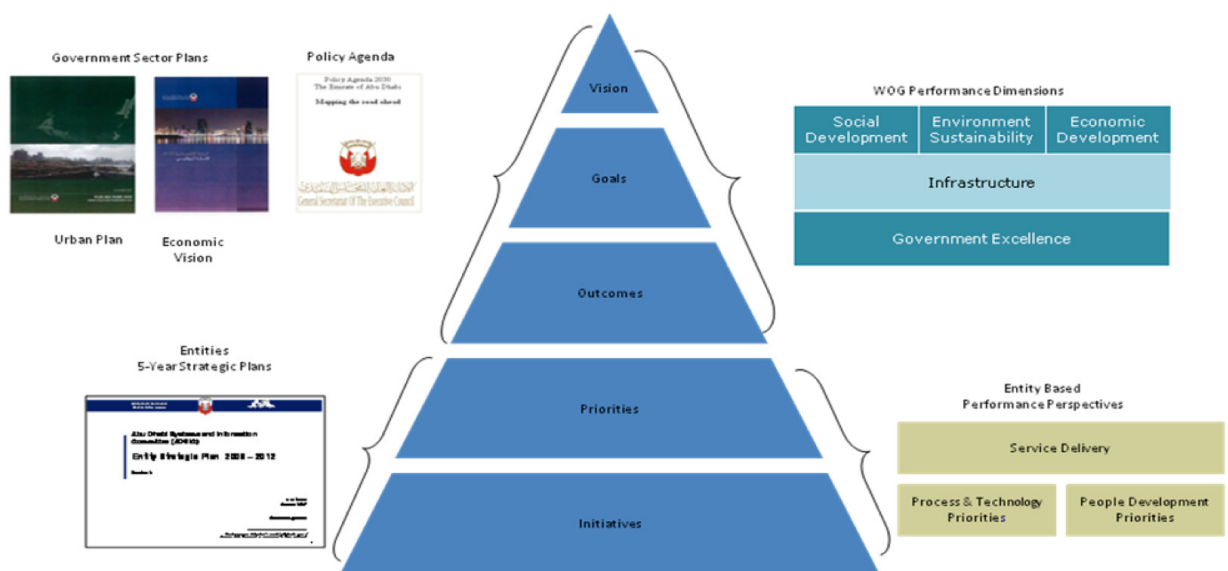 Government Sector Plans
Policy Agenda
Policy Agenda 2030
The Emirate of Abu Dhabi
Mapping the road ahead
General Secretariat Of The Executive Council
Urban Plan
Economic
Vision
Vision
Goals
Outcomes
Priorities
Initiatives
WOG Performance Dimensions
Social
Development
Environment
Sustainability
Economic
Development
Infrastructure
Government Excellence
Entities
5-Year Strategic Plans
Abu Dhabi Systems and Information
Committee (ADSIC)
Entity Strategic Plan 2008 – 2012
Entity Based
Performance Perspectives
Service Delivery
Process & Technology
Priorities
People Development
Priorities